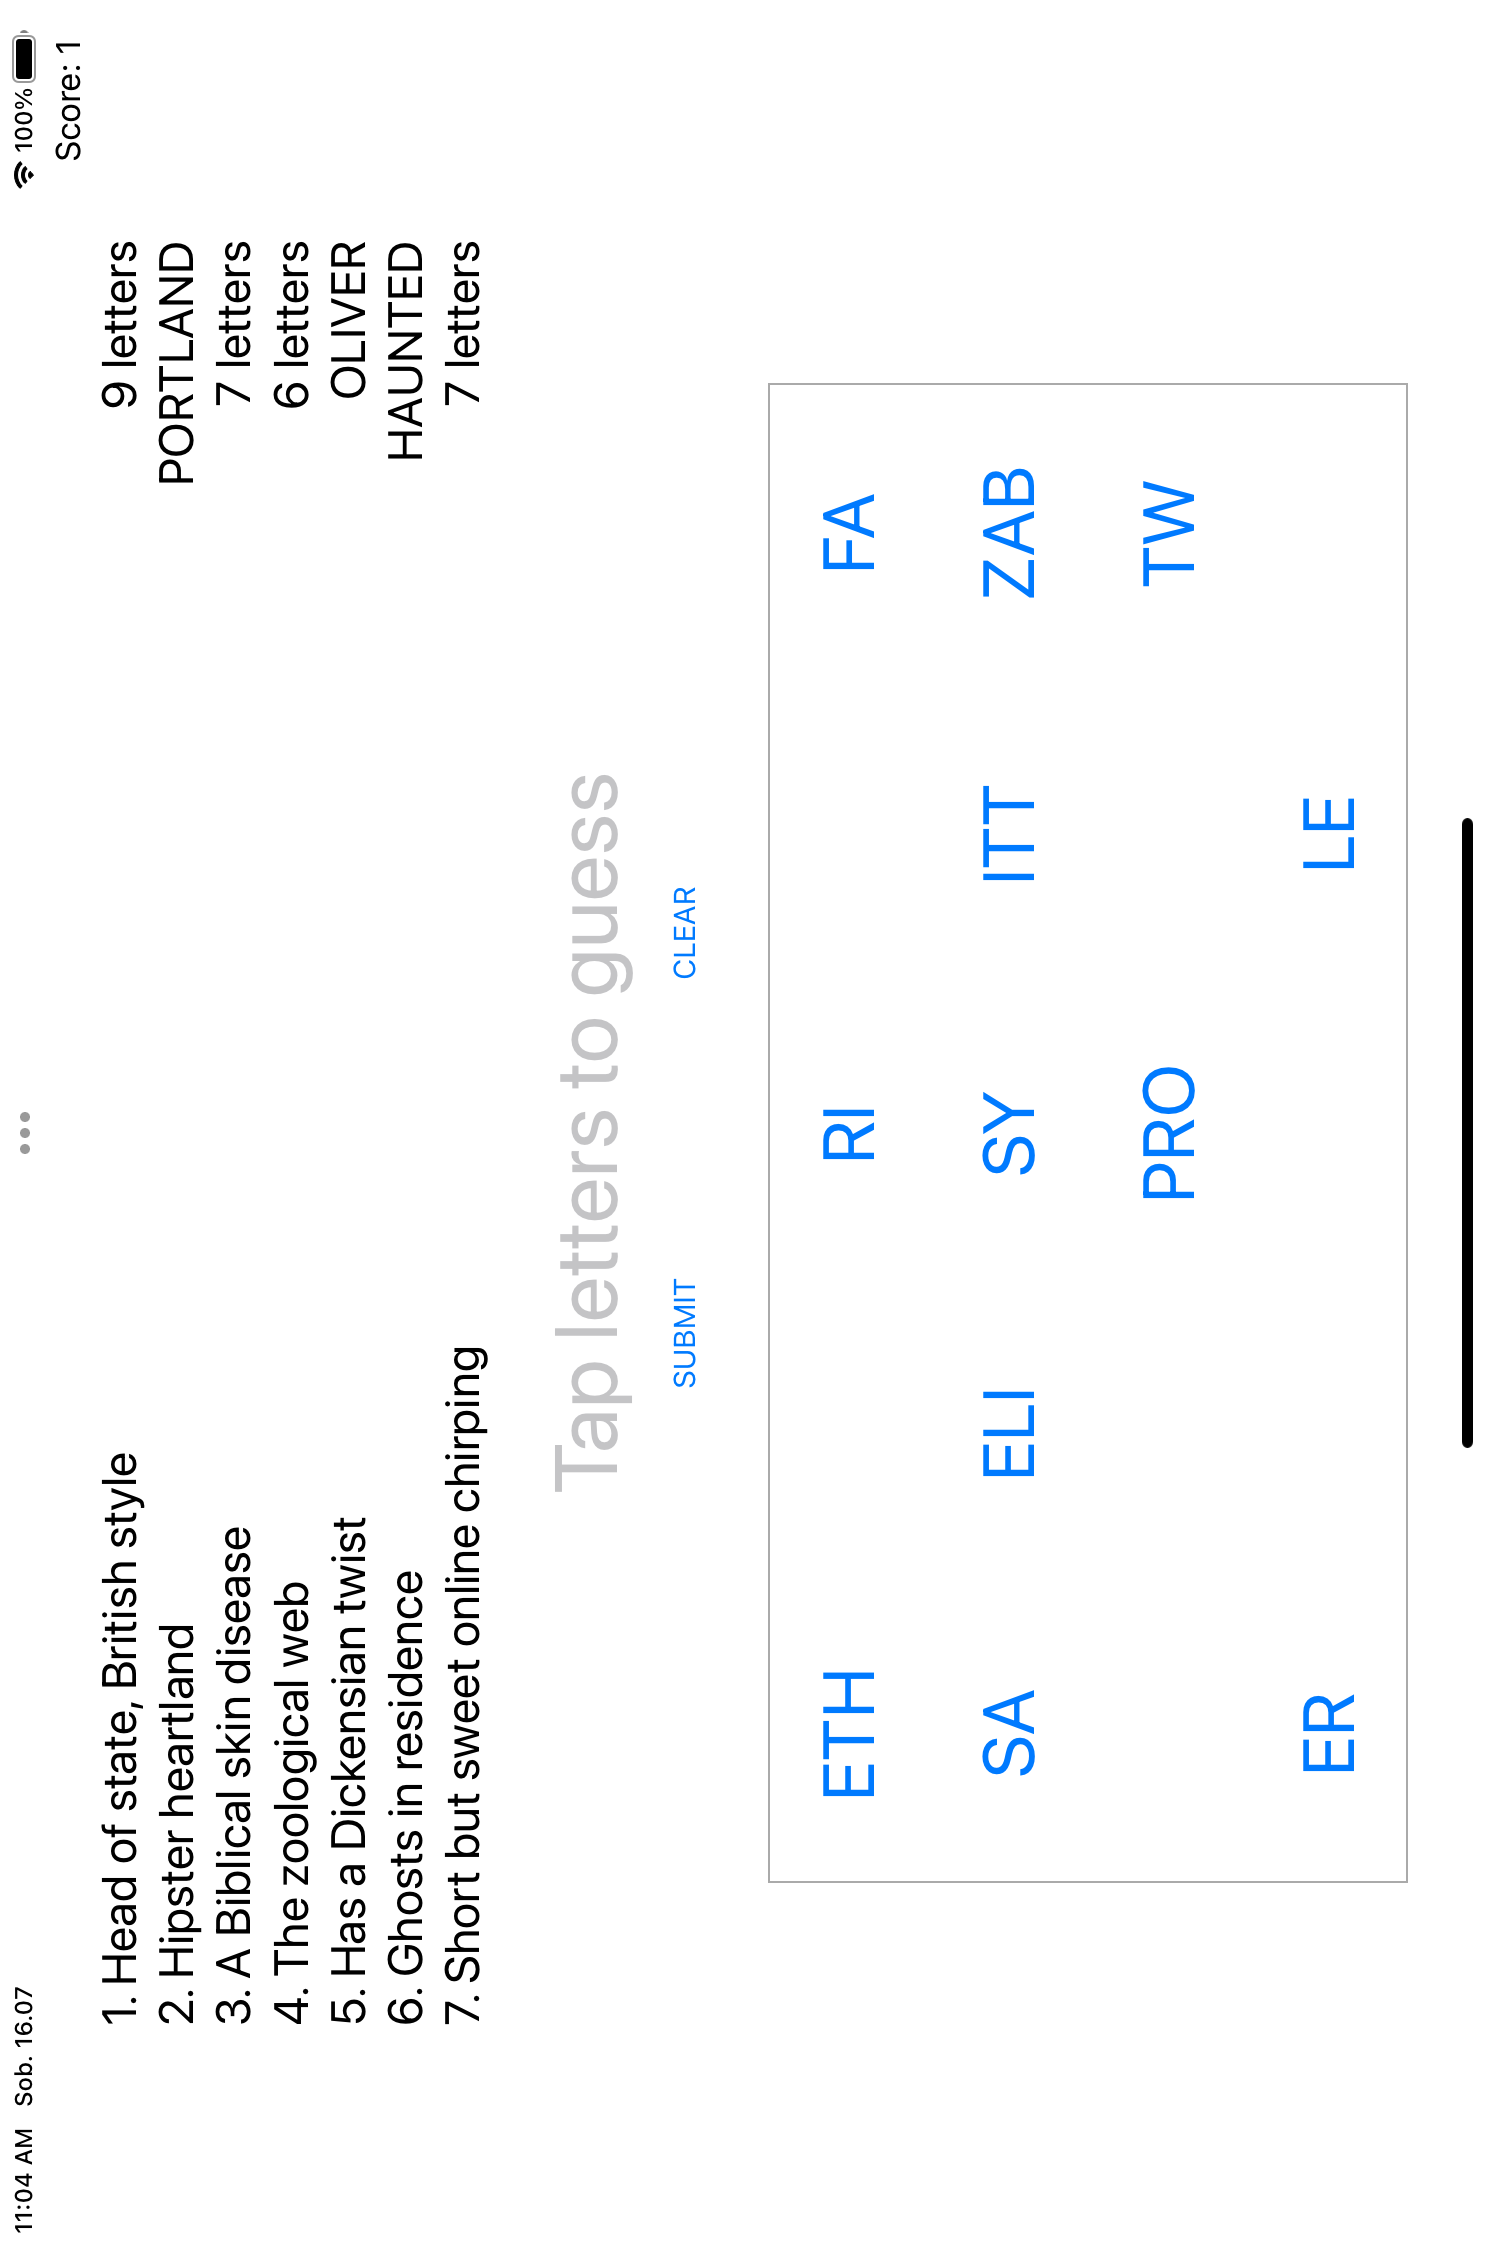 11:04 AM Sob. 16.07
100%
Score: 1
1. Head of state, British style 9 letters
2. Hipster heartland PORTLAND
3. A Biblical skin disease 7 letters
4. The zoological web 6 letters
5. Has a Dickensian twist OLIVER
6. Ghosts in residence HAUNTED
7. Short but sweet online chirping 7 letters
Tap letters to guess
SUBMIT CLEAR
ETH RI FA
SA ELI SY ITT ZAB
PRO TW
ER LE